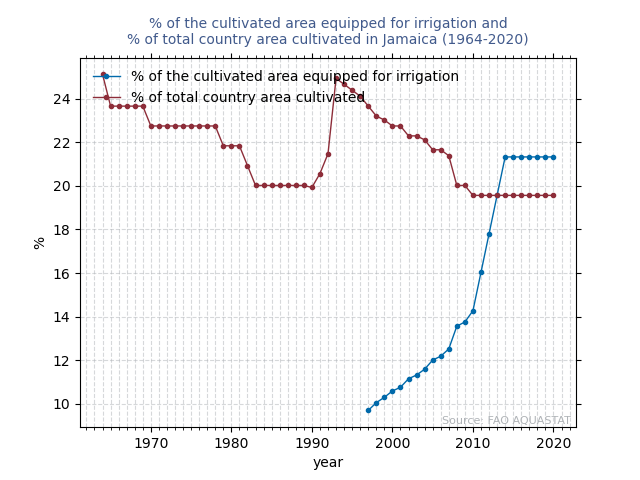 % of the cultivated area equipped for irrigation and
% of total country area cultivated in Jamaica (1964-2020)
% of the cultivated area equipped for irrigation
% of total country area cultivated
24
22
20
18
16
14
12
10
%
Source: FAO AQUASTAT
1970 1980 1990 2000 2010 2020
year